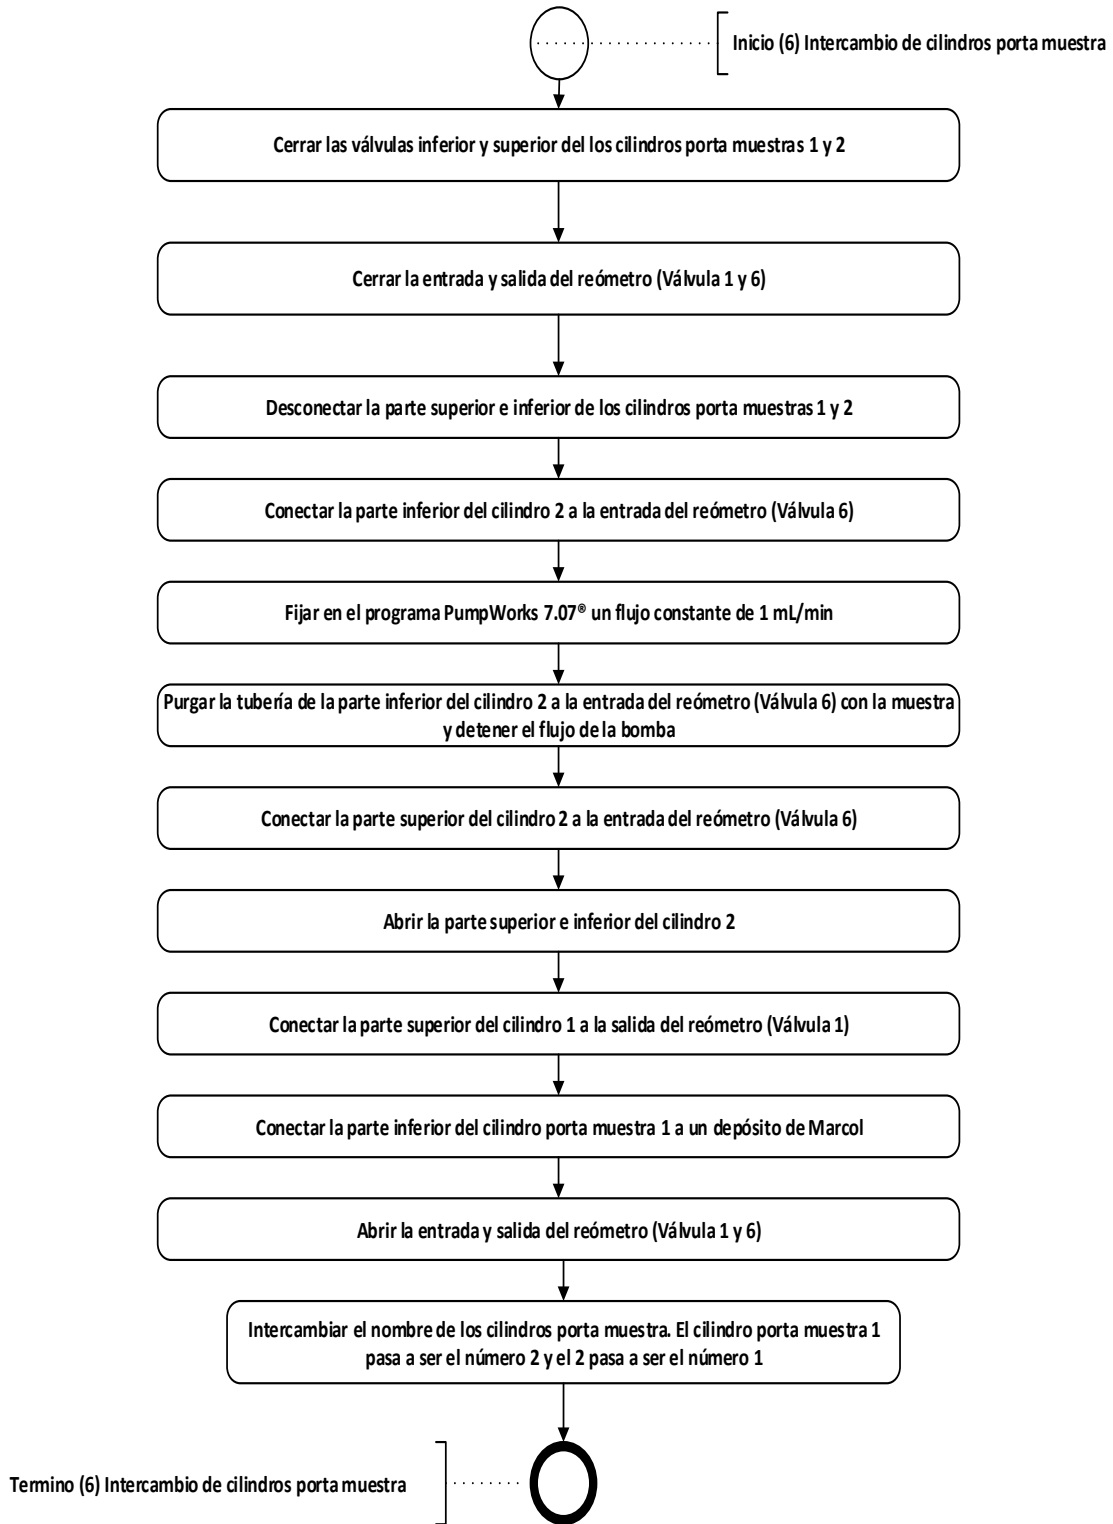 Inicio (6) Intercambio de cilindros porta muestra
Cerrar las válvulas inferior y superior del los cilindros porta muestras 1 y 2
Cerrar la entrada y salida del reómetro (Válvula 1 y 6)
Desconectar la parte superior e inferior de los cilindros porta muestras 1 y 2
Conectar la parte inferior del cilindro 2 a la entrada del reómetro (Válvula 6)
Fijar en el programa PumpWorks 7.07® un flujo constante de 1 mL/min
Purgar la tubería de la parte inferior del cilindro 2 a la entrada del reómetro (Válvula 6) con la muestra
y detener el flujo de la bomba
Conectar la parte superior del cilindro 2 a la entrada del reómetro (Válvula 6)
Abrir la parte superior e inferior del cilindro 2
Conectar la parte superior del cilindro 1 a la salida del reómetro (Válvula 1)
Conectar la parte inferior del cilindro porta muestra 1 a un depósito de Marcol
Abrir la entrada y salida del reómetro (Válvula 1 y 6)
Intercambiar el nombre de los cilindros porta muestra. El cilindro porta muestra 1
pasa a ser el número 2 y el 2 pasa a ser el número 1
Termino (6) Intercambio de cilindros porta muestra